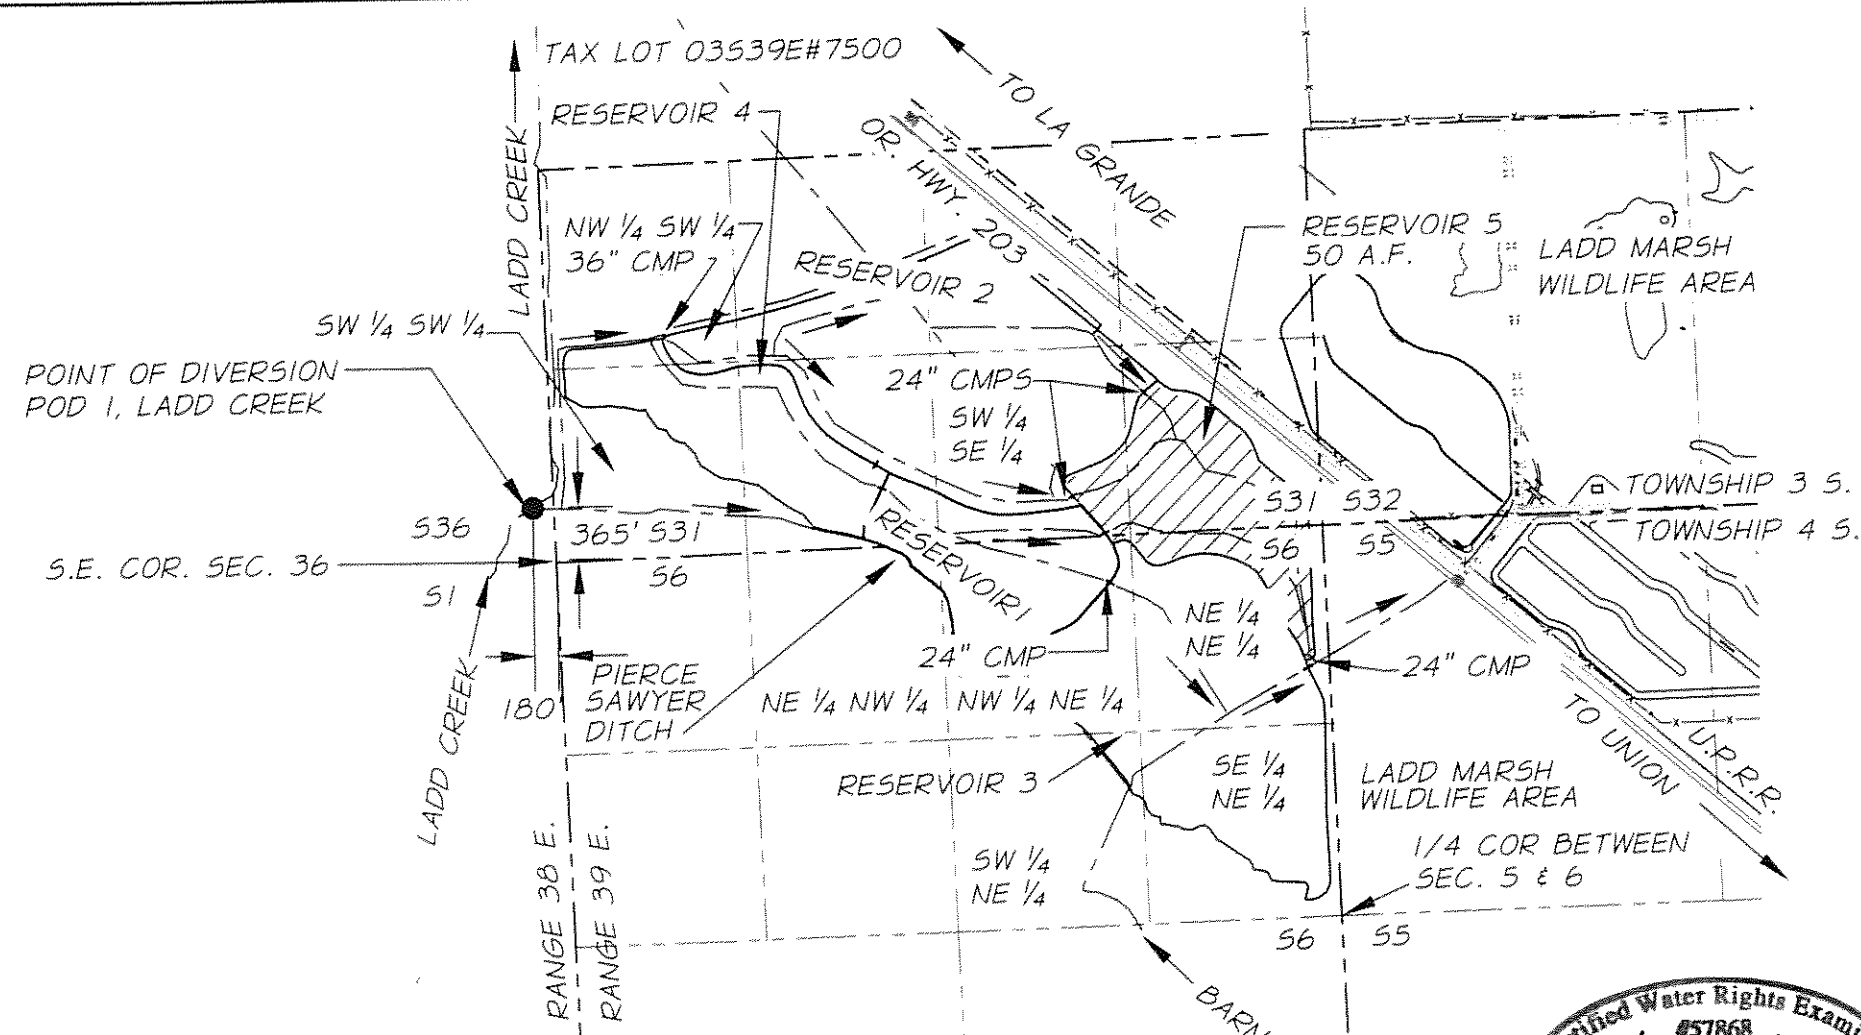 TAX LOT 03S39E#7500
RESERVOIR 4
TO LA GRANDE
OR. HWY. 203
LADD CREEK
NW ¼ SW ¼
36" CMP
RESERVOIR 2
RESERVOIR 5
50 A.F.
LADD MARSH
WILDLIFE AREA
SW ¼ SW ¼
POINT OF DIVERSION
POD 1, LADD CREEK
24" CMPS
SW ¼
SE ¼
S31 S32
TOWNSHIP 3 S.
S36
365' S31
RESERVOIR 1
S6 S5
TOWNSHIP 4 S.
S.E. COR. SEC. 36
S1
S6
NE ¼
NE ¼
24" CMP
24" CMP
LADD CREEK
180'
PIERCE
SAWYER
DITCH
NE ¼ NW ¼
NW ¼ NE ¼
TO UNION
U.P.R.R.
RESERVOIR 3
SE ¼
NE ¼
LADD MARSH
WILDLIFE AREA
SW ¼
NE ¼
1/4 COR BETWEEN
SEC. 5 & 6
RANGE 38 E.
RANGE 39 E.
S6 S5
BARN
tified Water Rights Exam
#57868